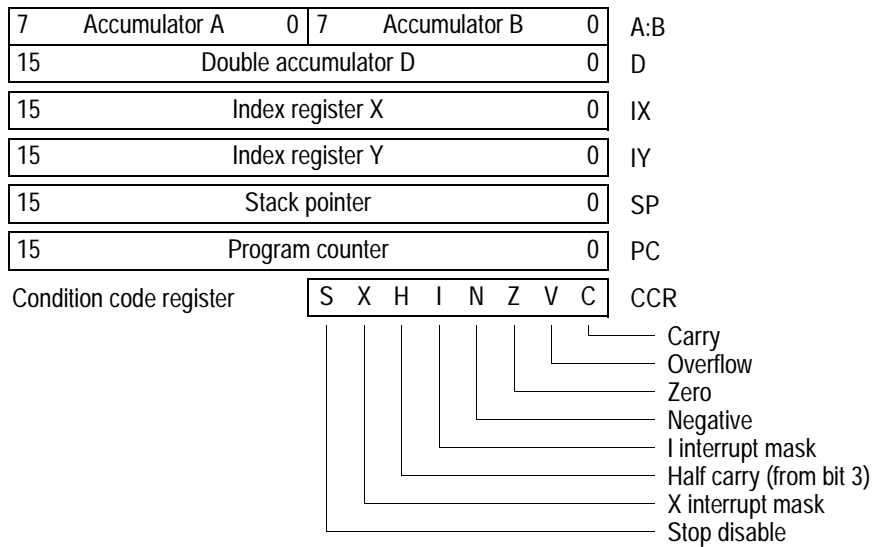 7 Accumulator A 0 7 Accumulator B 0 A:B
15 Double accumulator D 0 D
15 Index register X 0 IX
15 Index register Y 0 IY
15 Stack pointer 0 SP
15 Program counter 0 PC
Condition code register S X H I N Z V C CCR
Carry
Overflow
Zero
Negative
I interrupt mask
Half carry (from bit 3)
X interrupt mask
Stop disable